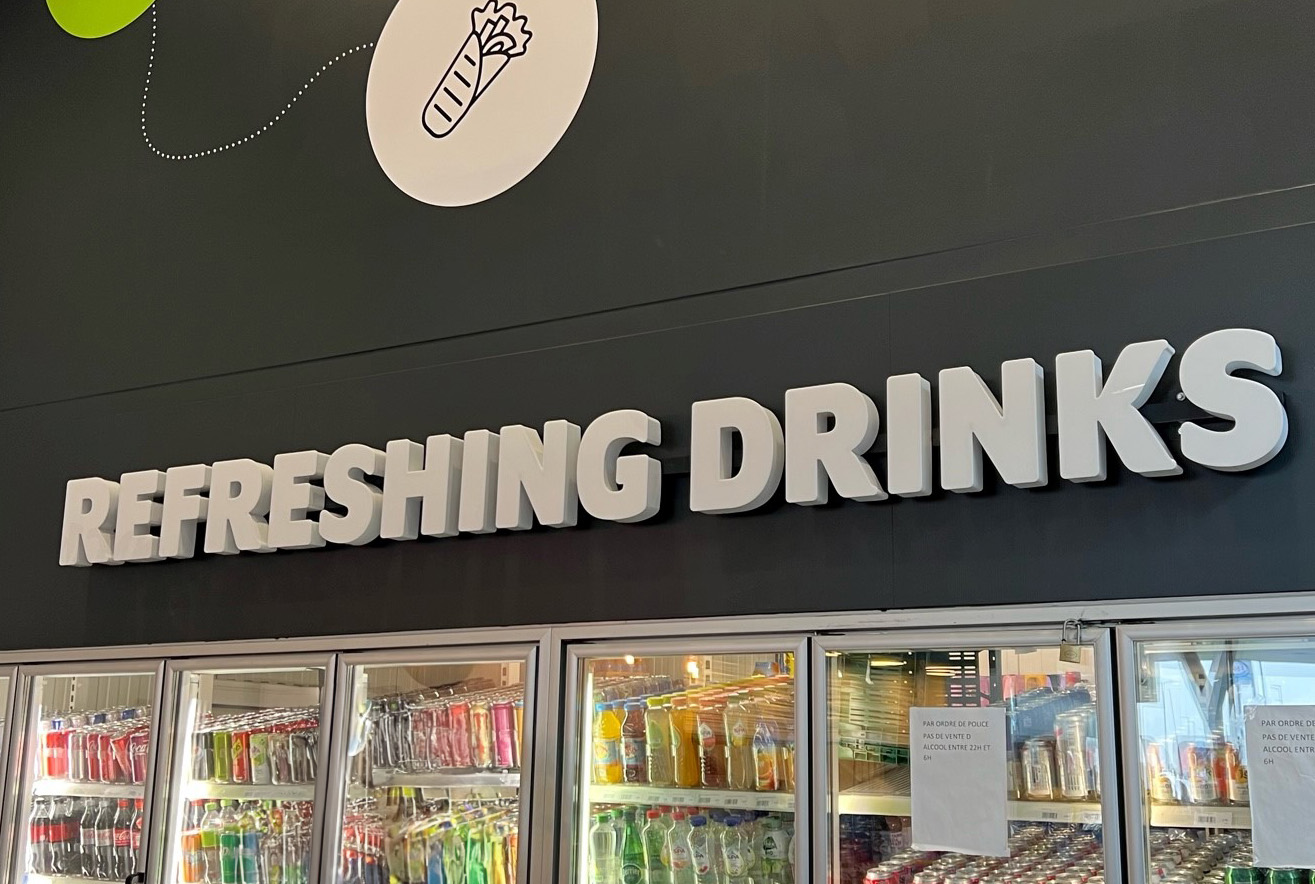 REFRESHING DRINKS
PAR ORDRE DE POLICE
PAS DE VENTE D
ALCOOL ENTRE 22H ET
6H
PAR ORDRE DE
PAS DE VENTE
ALCOOL ENTRE
6H